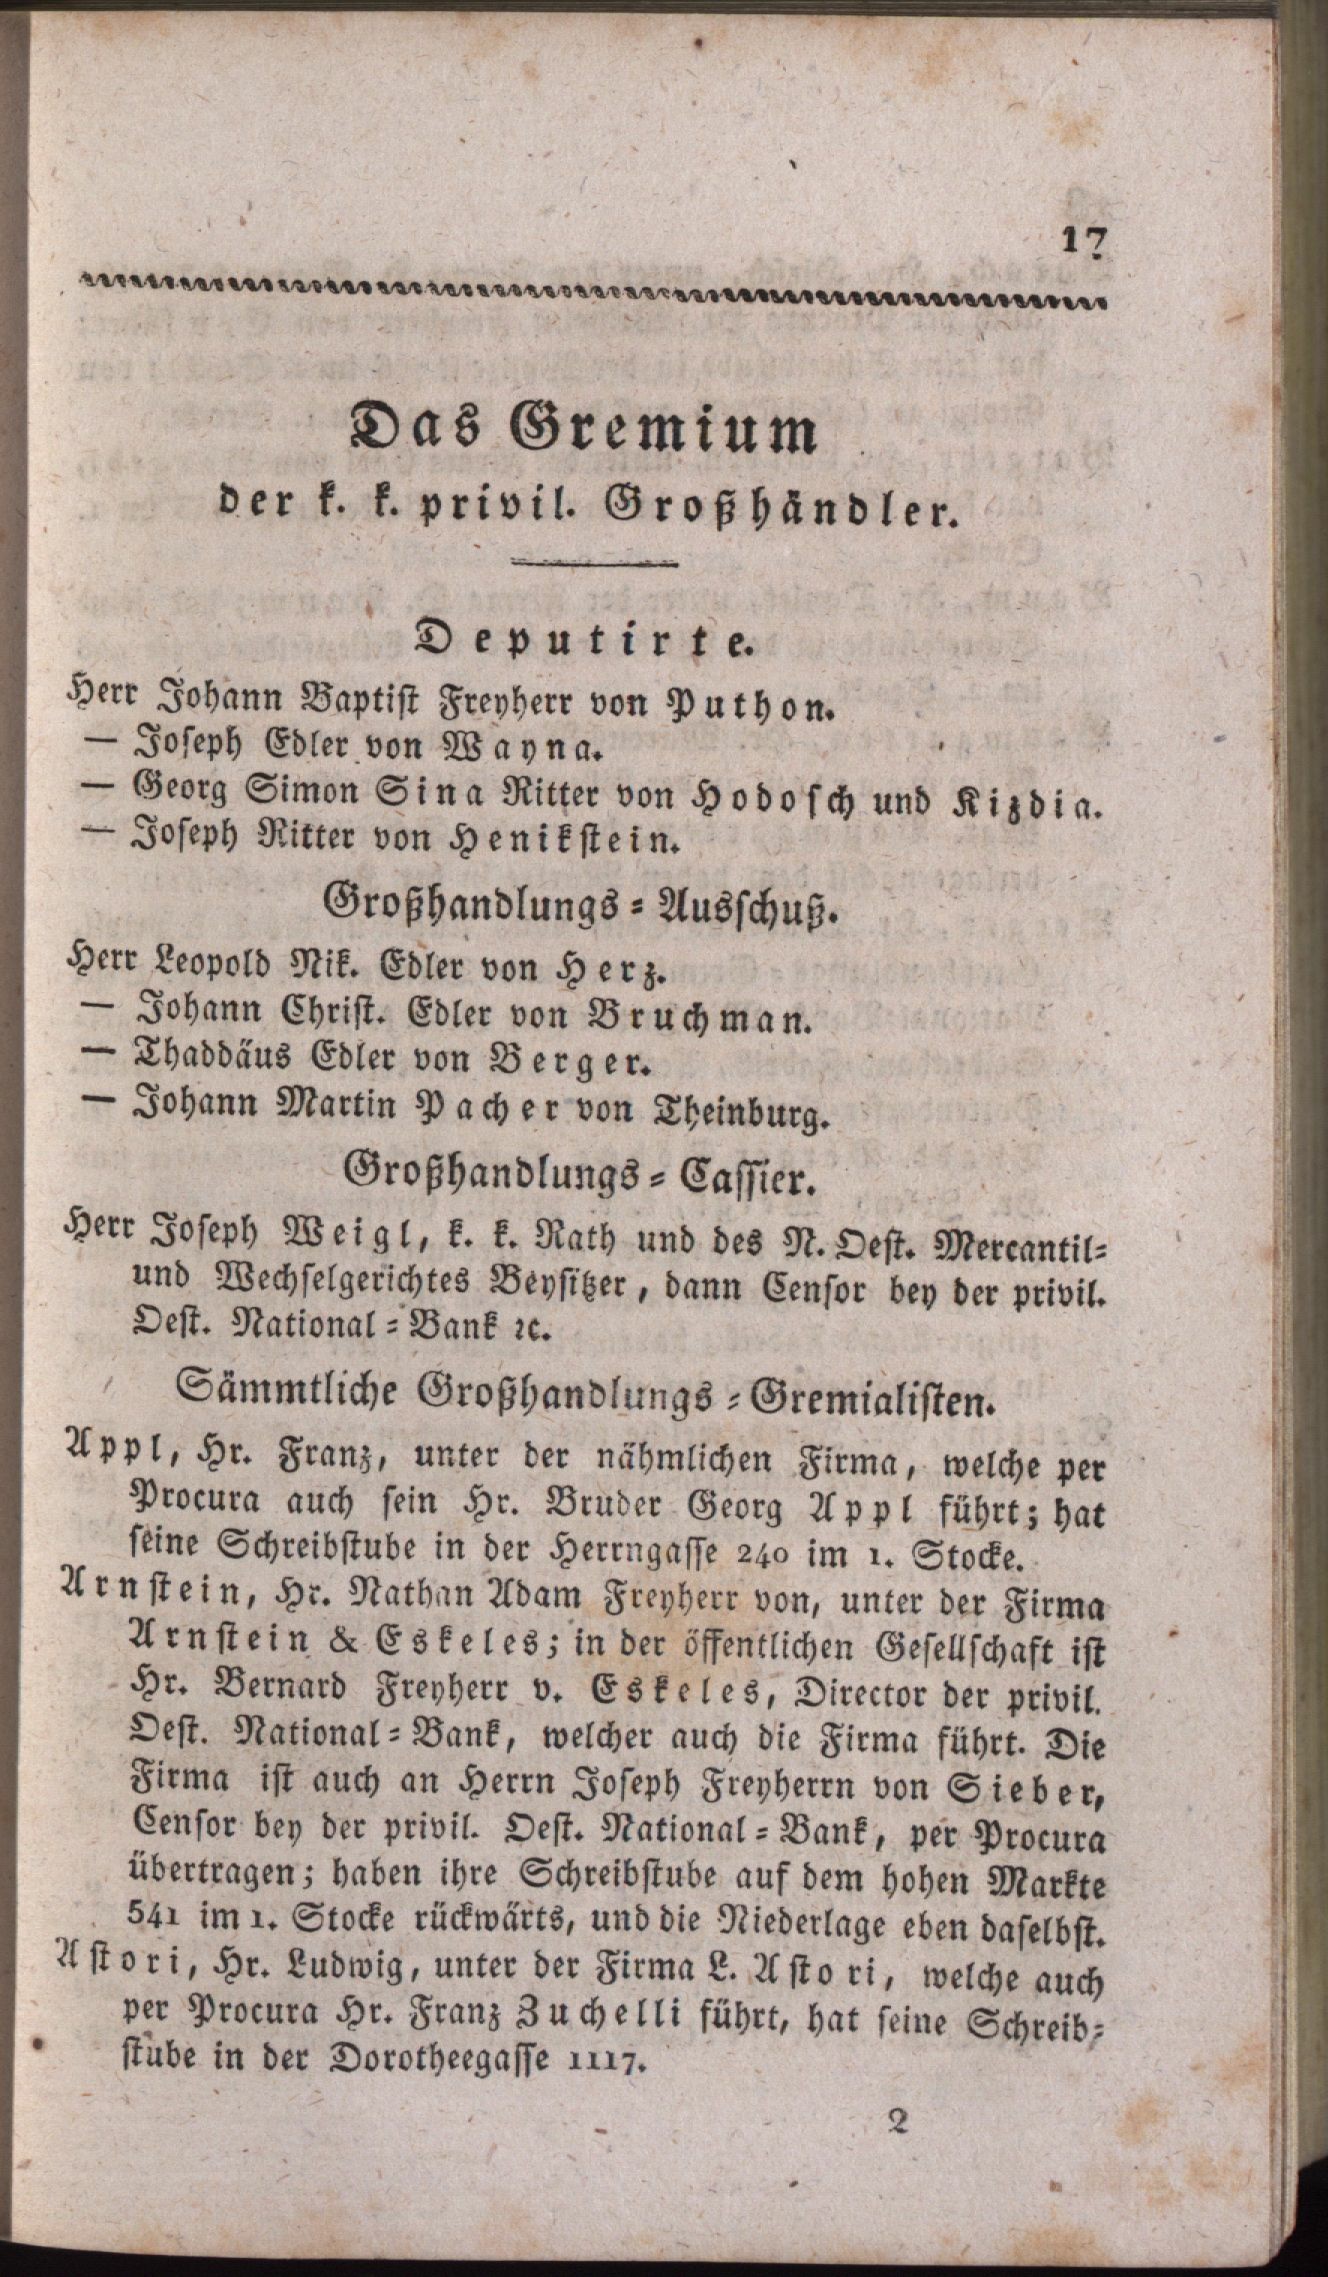 17
Das Gremium
der k. k. privil. Großhändler.
Deputirte.
Herr Johann Baptist Freyherr von Puthon.
— Joseph Edler von Wayna.
— Georg Simon Sina Ritter von Hodosch und Kizdia.
— Joseph Ritter von Henikstein.
Großhandlungs-Ausschuß.
Herr Leopold Nik. Edler von Herz.
— Johann Christ. Edler von Bruchman.
— Thaddäus Edler von Berger.
— Johann Martin Pacher von Theinburg.
Großhandlungs-Cassier.
Herr Joseph Weigl, k. k. Rath und des N. Oest. Mercantil-
und Wechselgerichtes Beysitzer, dann Censor bey der privil.
Oest. National-Bank ꝛc.
Sämmtliche Großhandlungs-Gremialisten.
Appl, Hr. Franz, unter der nähmlichen Firma, welche per
Procura auch sein Hr. Bruder Georg Appl führt; hat
seine Schreibstube in der Herrngasse 240 im 1. Stocke.
Arnstein, Hr. Nathan Adam Freyherr von, unter der Firma
Arnstein & Eskeles; in der öffentlichen Gesellschaft ist
Hr. Bernard Freyherr v. Eskeles, Director der privil.
Oest. National-Bank, welcher auch die Firma führt. Die
Firma ist auch an Herrn Joseph Freyherrn von Sieber,
Censor bey der privil. Oest. National-Bank, per Procura
übertragen; haben ihre Schreibstube auf dem hohen Markte
541 im 1. Stocke rückwärts, und die Niederlage eben daselbst.
Astori, Hr. Ludwig, unter der Firma L. Astori, welche auch
per Procura Hr. Franz Zuchelli führt, hat seine Schreib-
stube in der Dorotheegasse 1117.
2